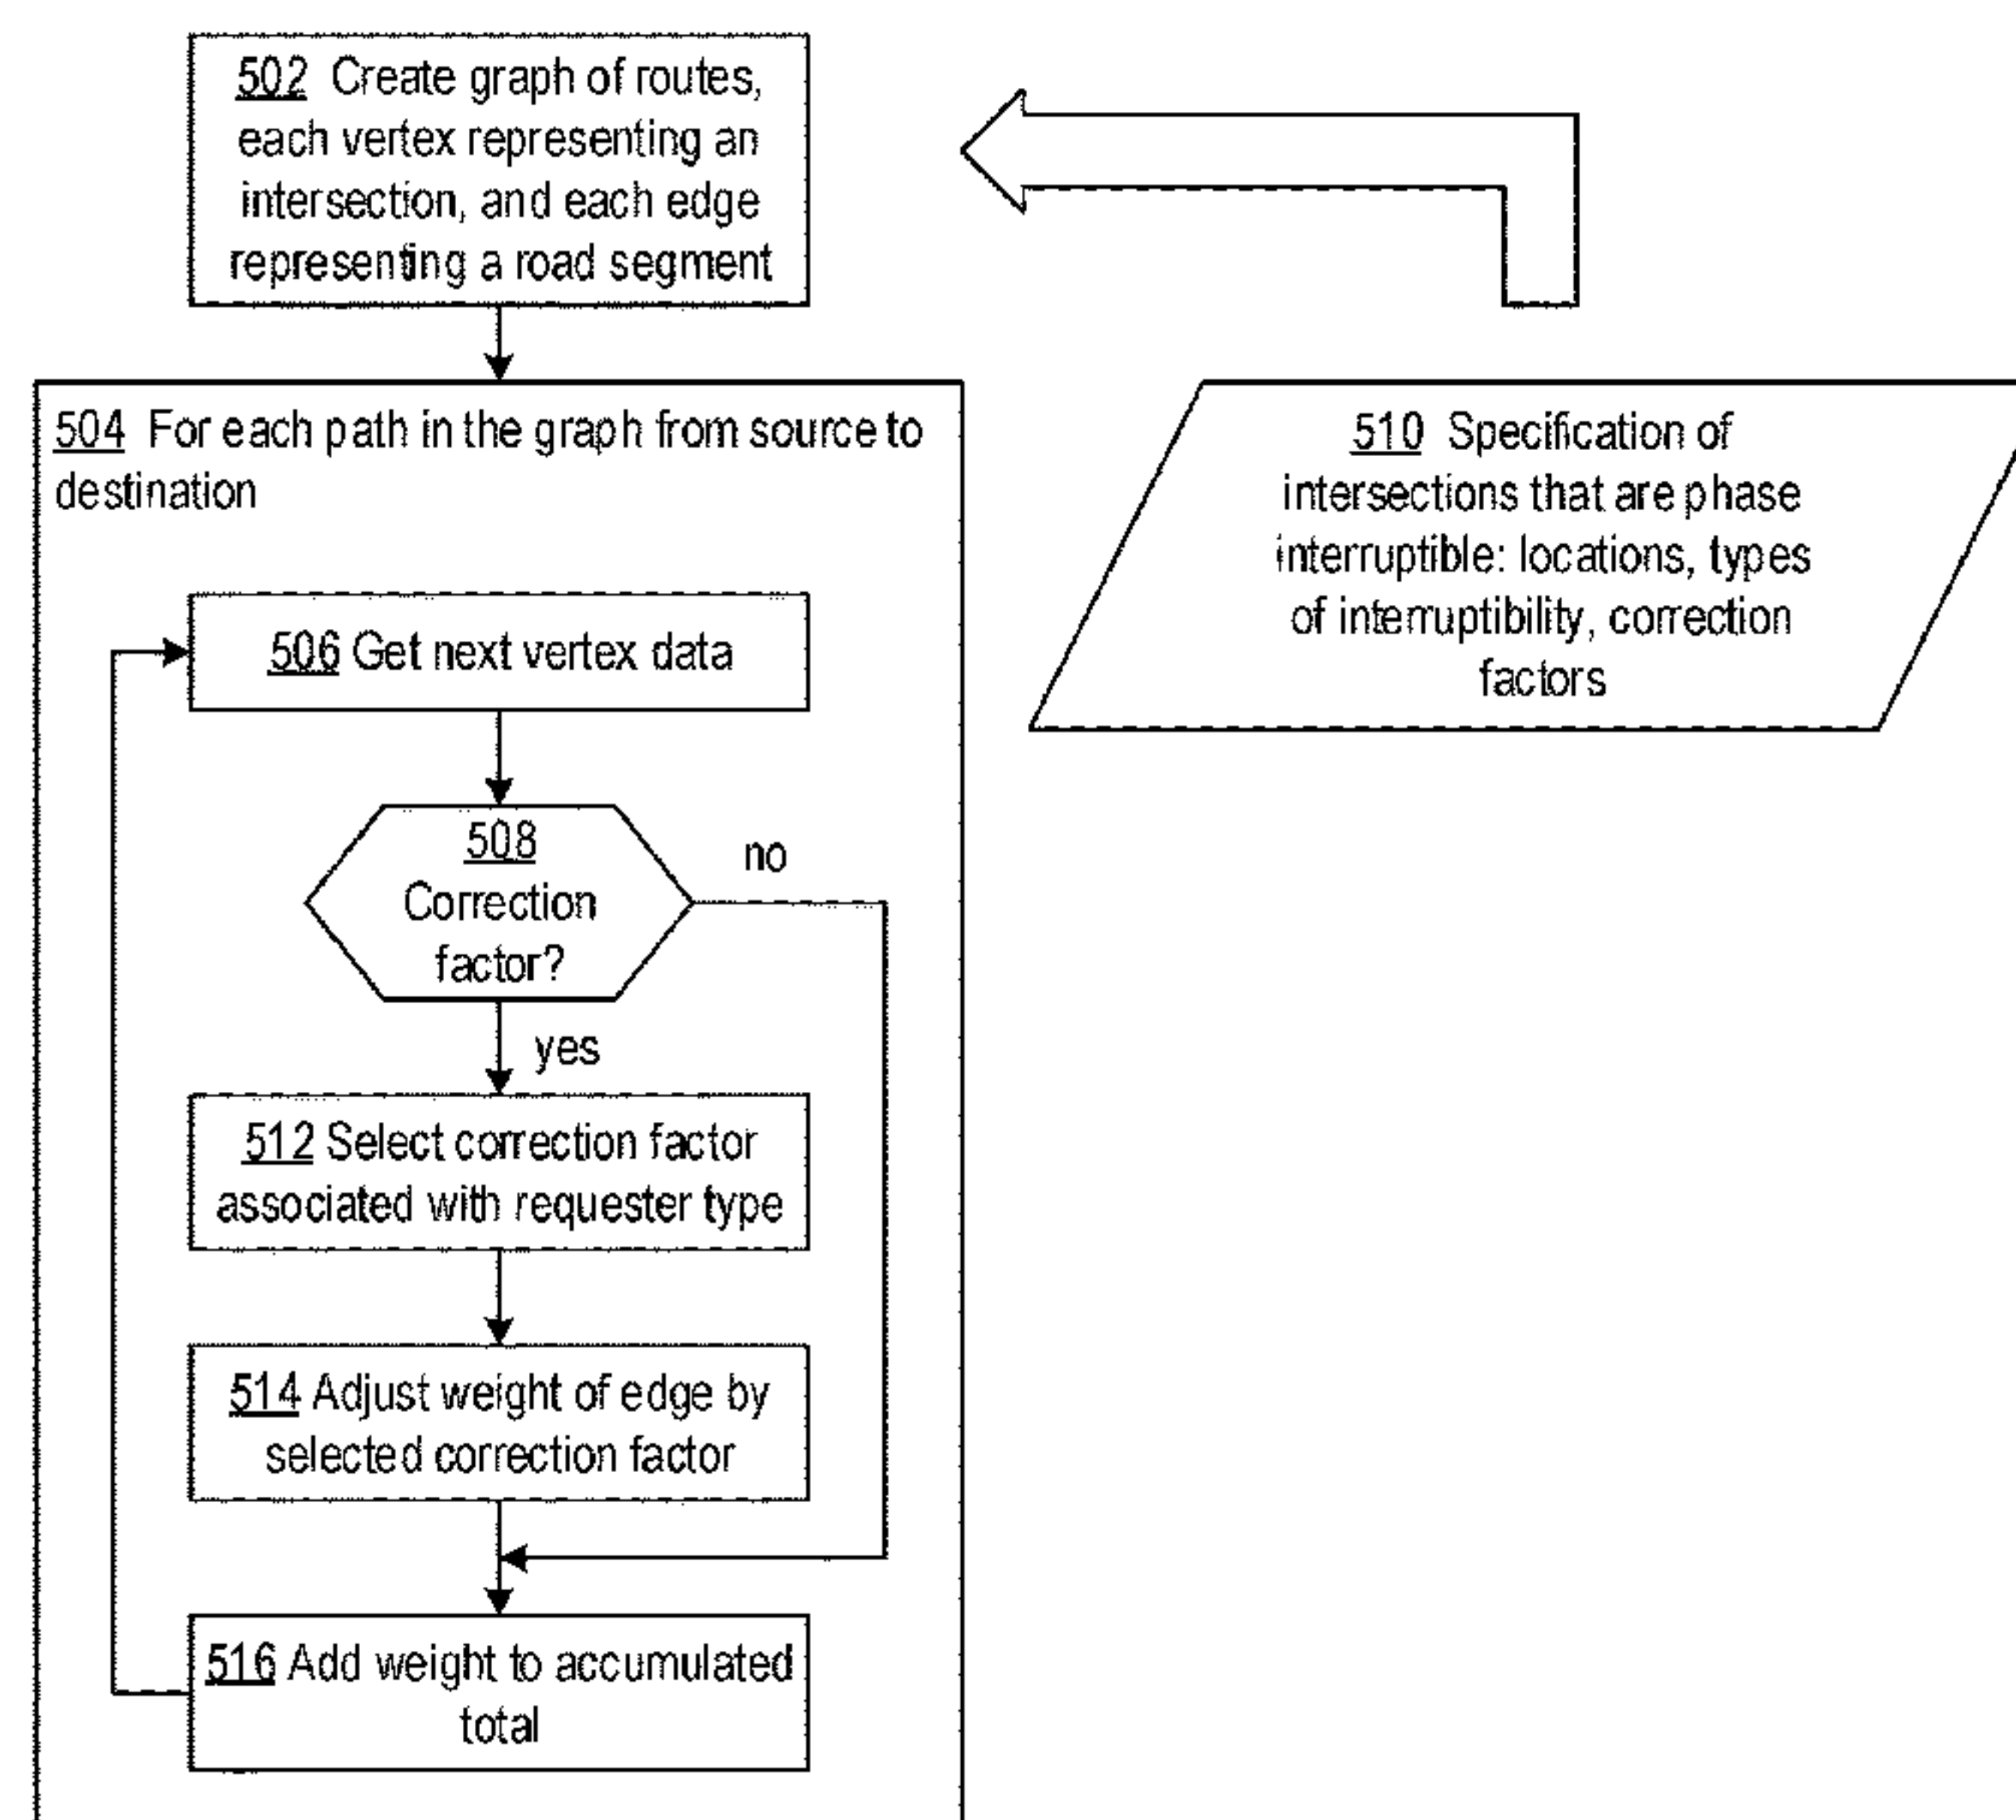 502 Create graph of routes,
each vertex representing an
intersection, and each edge
representing a road segment
504 For each path in the graph from source to
destination
510 Specification of
intersections that are phase
interruptible: locations, types
of interruptibility, correction
factors
506 Get next vertex data
508
Correction
factor?
no
yes
512 Select correction factor
associated with requester type
514 Adjust weight of edge by
selected correction factor
516 Add weight to accumulated
total